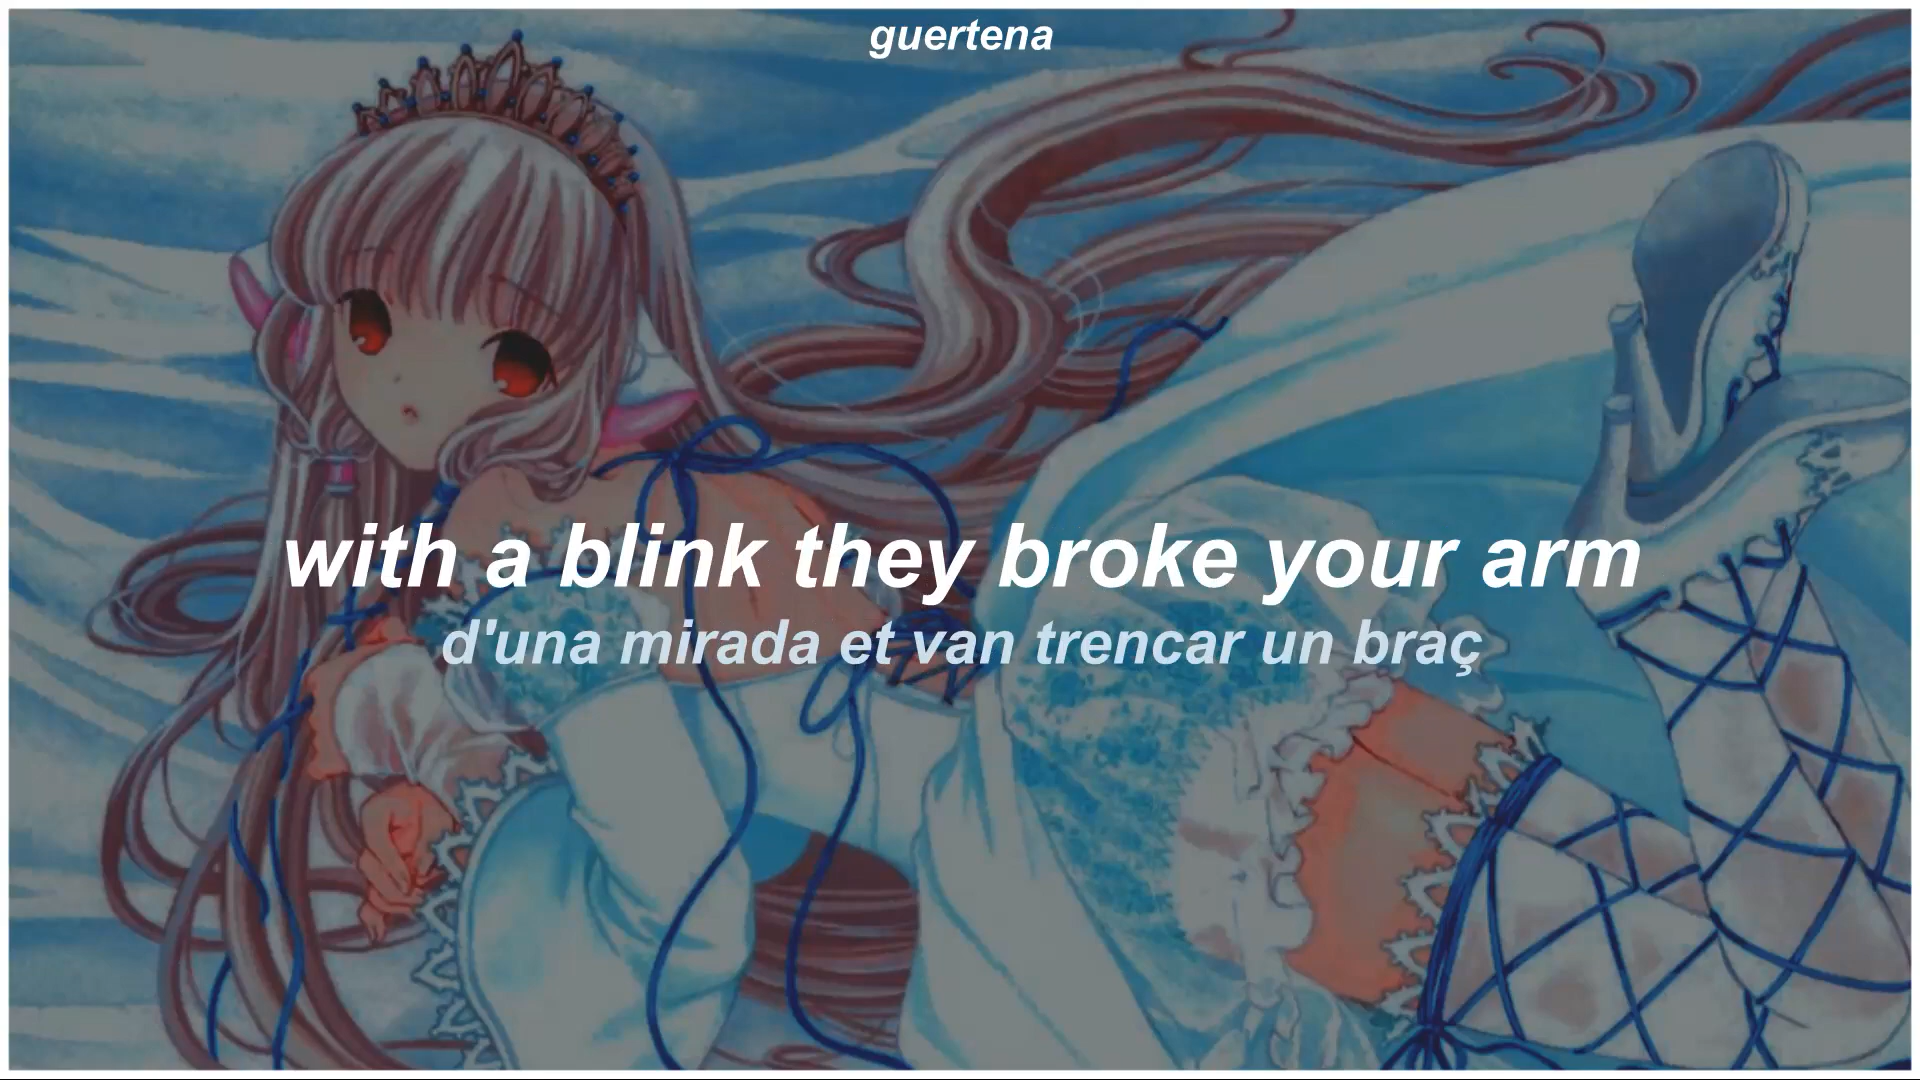 guertena
with a blink they broke your arm
d'una mirada et van trencar un braç